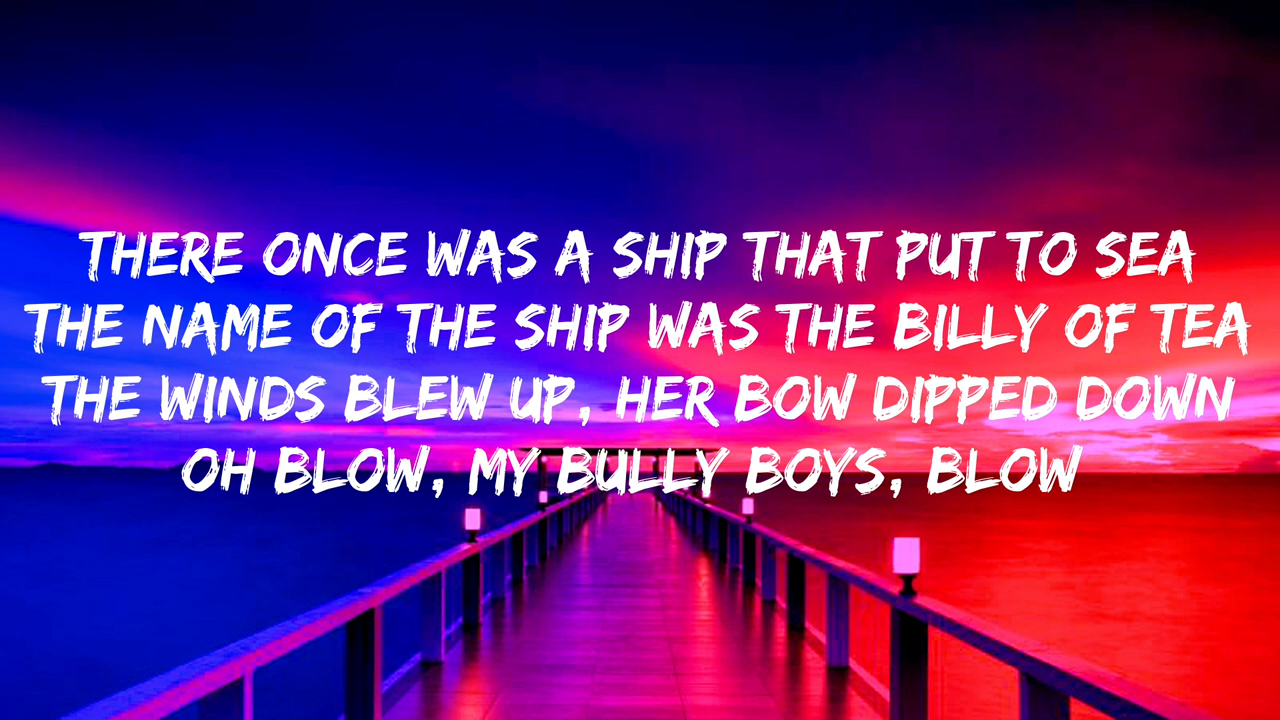 THERE ONCE WAS A SHIP THAT PUT TO SEA
THE NAME OF THE SHIP WAS THE BILLY OF TEA
THE WINDS BLEW UP, HER BOW DIPPED DOWN
OH BLOW, MY BULLY BOYS, BLOW